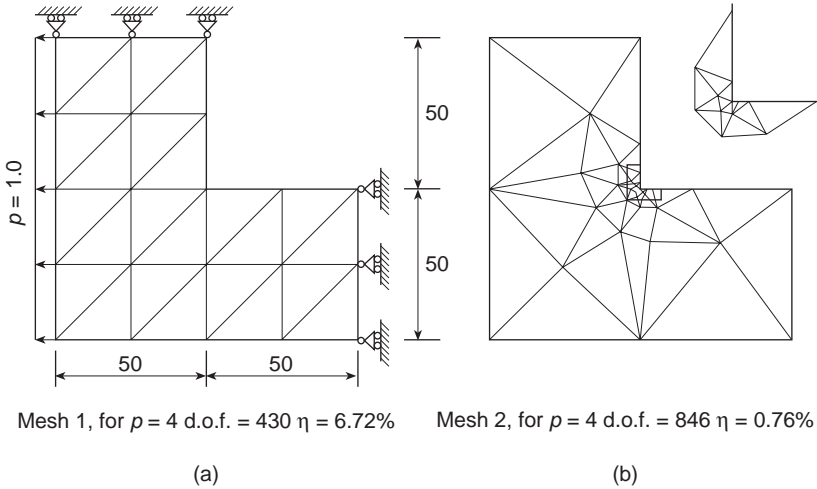 50
p = 1.0
50
50
50
Mesh 1, for p = 4 d.o.f. = 430 η = 6.72%
Mesh 2, for p = 4 d.o.f. = 846 η = 0.76%
(a)
(b)